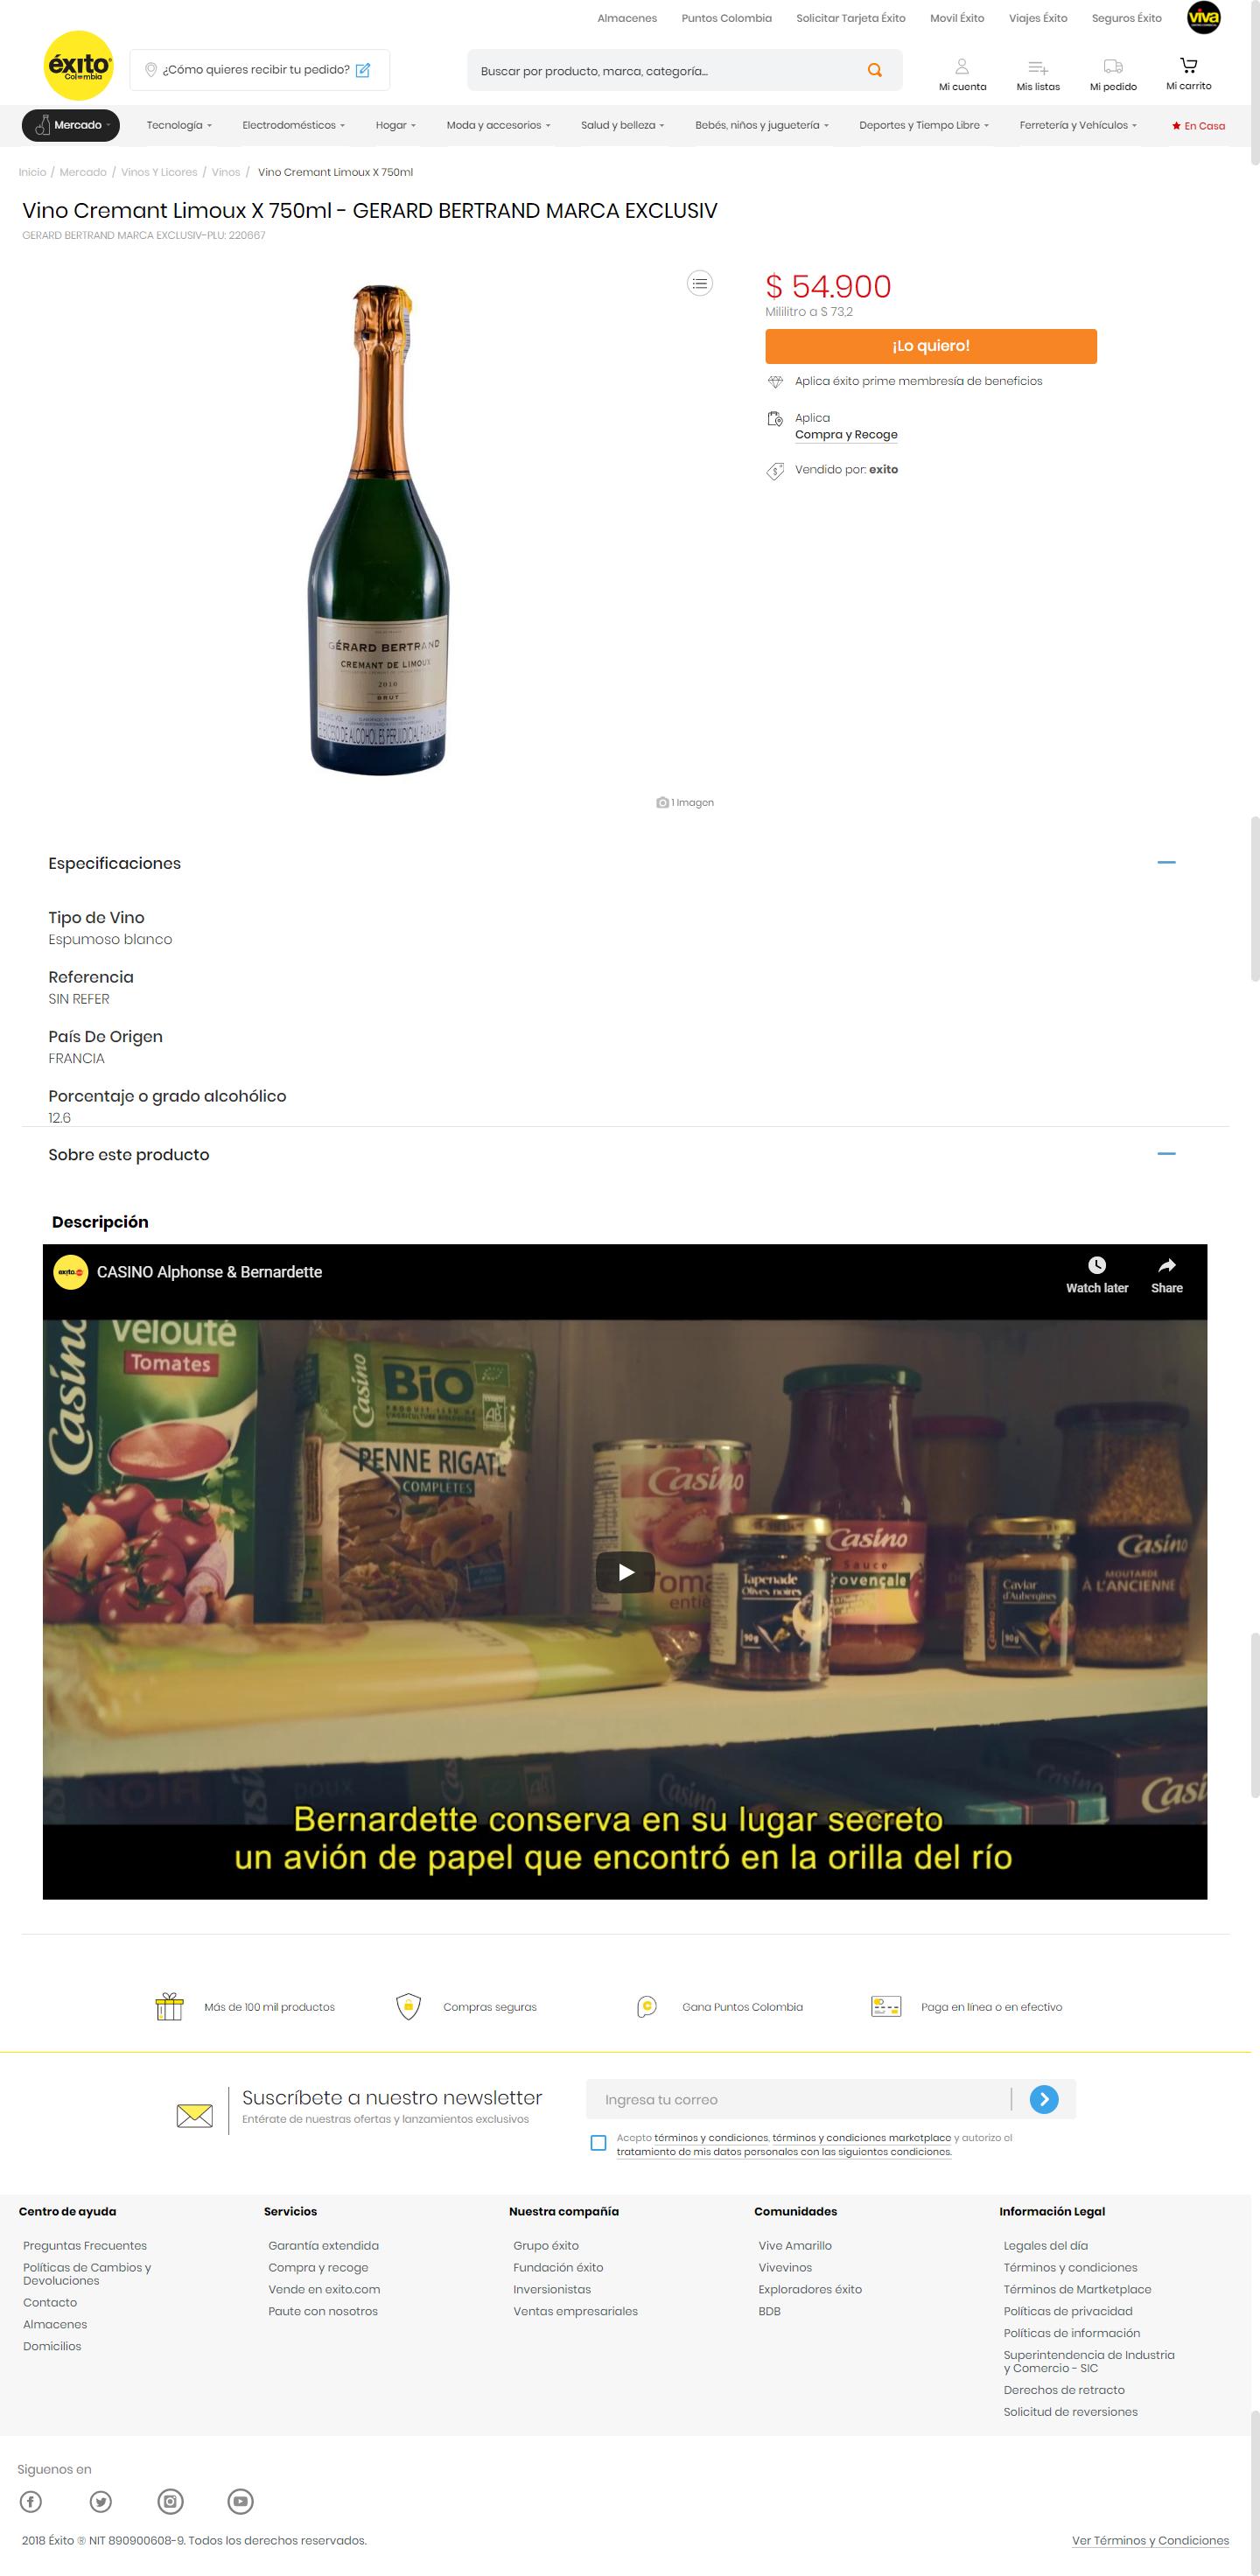 Almacenes Puntos Colombia Solicitar Tarjeta Éxito Movil Éxito Viajes Éxito Seguros Éxito viva
éxito
Colombia
¿Cómo quieres recibir tu pedido?
Buscar por producto, marca, categoría...
Mi cuenta Mis listas Mi pedido Mi carrito
Mercado Tecnología Electrodomésticos Hogar Moda y accesorios Salud y belleza Bebés, niños y juguetería Deportes y Tiempo Libre Ferretería y Vehículos En Casa
Inicio / Mercado / Vinos Y Licores / Vinos / Vino Cremant Limoux X 750ml
Vino Cremant Limoux X 750ml - GERARD BERTRAND MARCA EXCLUSIV
GERARD BERTRAND MARCA EXCLUSIV-PLU: 220667
$ 54.900
Mililitro a $ 73,2
¡Lo quiero!
Aplica éxito prime membresía de beneficios
Aplica
Compra y Recoge
Vendido por: exito
GÉRARD BERTRAND
CREMANT DE LIMOUX
2010
BRUT
1 Imagen
Especificaciones
Tipo de Vino
Espumoso blanco
Referencia
SIN REFER
País De Origen
FRANCIA
Porcentaje o grado alcohólico
12.6
Sobre este producto
Descripción
CASINO Alphonse & Bernardette
Watch later Share
Velouté
Tomates
Casino
Casino
BIO
AB
PENNE RIGATE
COMPLÈTES
Casino
Casino
Sauce
Provençale
Tapenade
Olives noires
90g
Caviar
d'Aubergines
90g
Casino
MOUTARDE
À L'ANCIENNE
NOIR
Casi
Bernardette conserva en su lugar secreto
un avión de papel que encontró en la orilla del río
Más de 100 mil productos Compras seguras Gana Puntos Colombia Paga en línea o en efectivo
Suscríbete a nuestro newsletter
Entérate de nuestras ofertas y lanzamientos exclusivos
Ingresa tu correo
Acepto términos y condiciones, términos y condiciones marketplace y autorizo el
tratamiento de mis datos personales con las siguientes condiciones.
Centro de ayuda
Preguntas Frecuentes
Políticas de Cambios y
Devoluciones
Contacto
Almacenes
Domicilios
Servicios
Garantía extendida
Compra y recoge
Vende en exito.com
Paute con nosotros
Nuestra compañía
Grupo éxito
Fundación éxito
Inversionistas
Ventas empresariales
Comunidades
Vive Amarillo
Vivevinos
Exploradores éxito
BDB
Información Legal
Legales del día
Términos y condiciones
Términos de Martketplace
Políticas de privacidad
Políticas de información
Superintendencia de Industria
y Comercio - SIC
Derechos de retracto
Solicitud de reversiones
Siguenos en
2018 Éxito ® NIT 890900608-9. Todos los derechos reservados.
Ver Términos y Condiciones